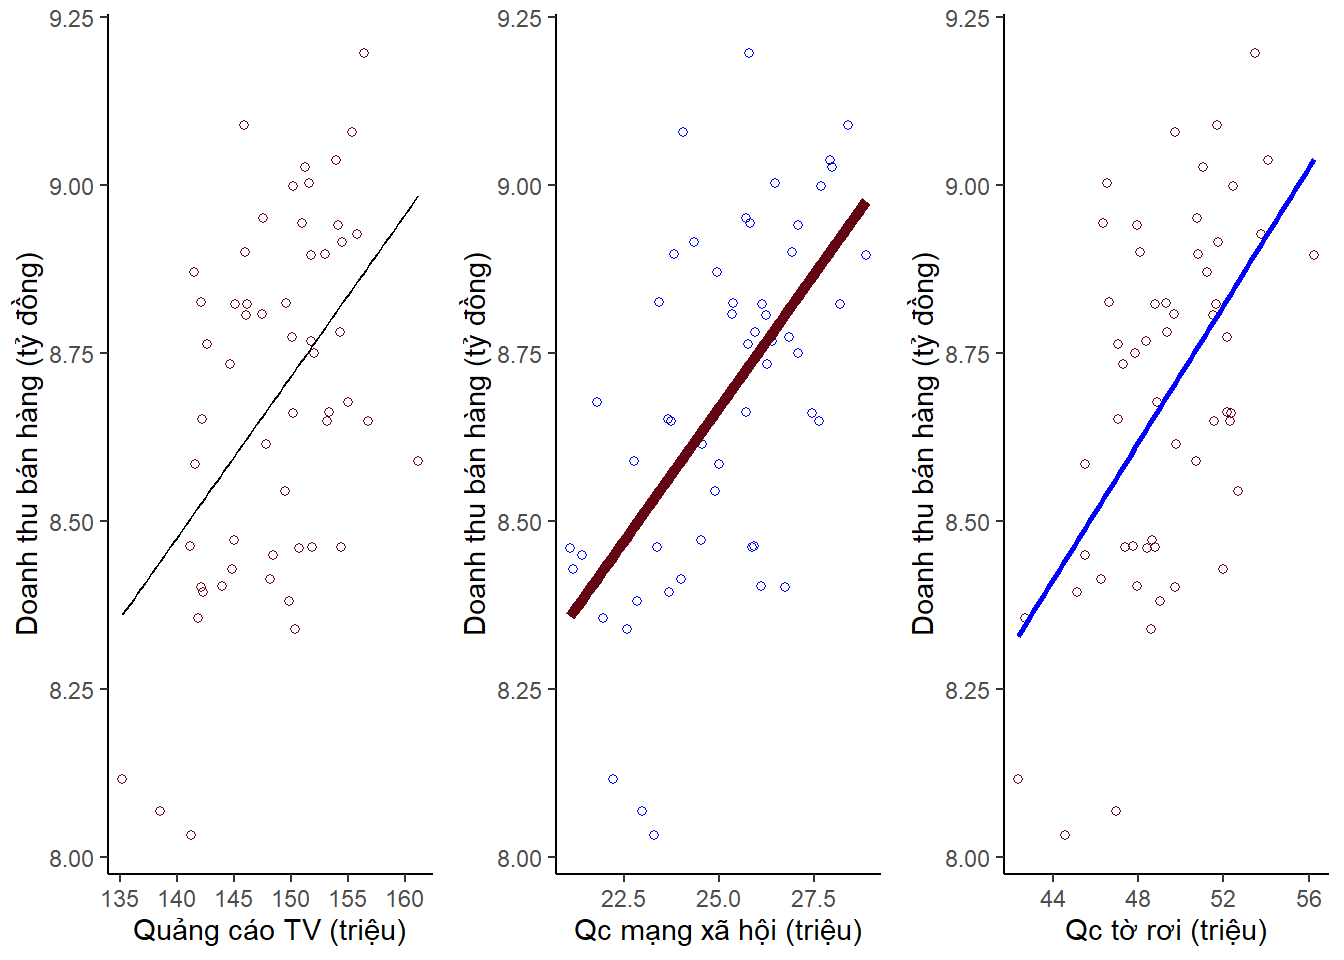 Doanh thu bán hàng (tỷ đồng)
9.25
9.00
8.75
8.50
8.25
8.00
135 140 145 150 155 160
Quảng cáo TV (triệu)
Doanh thu bán hàng (tỷ đồng)
9.25
9.00
8.75
8.50
8.25
8.00
22.5 25.0 27.5
Qc mạng xã hội (triệu)
Doanh thu bán hàng (tỷ đồng)
9.25
9.00
8.75
8.50
8.25
8.00
44 48 52 56
Qc tờ rơi (triệu)